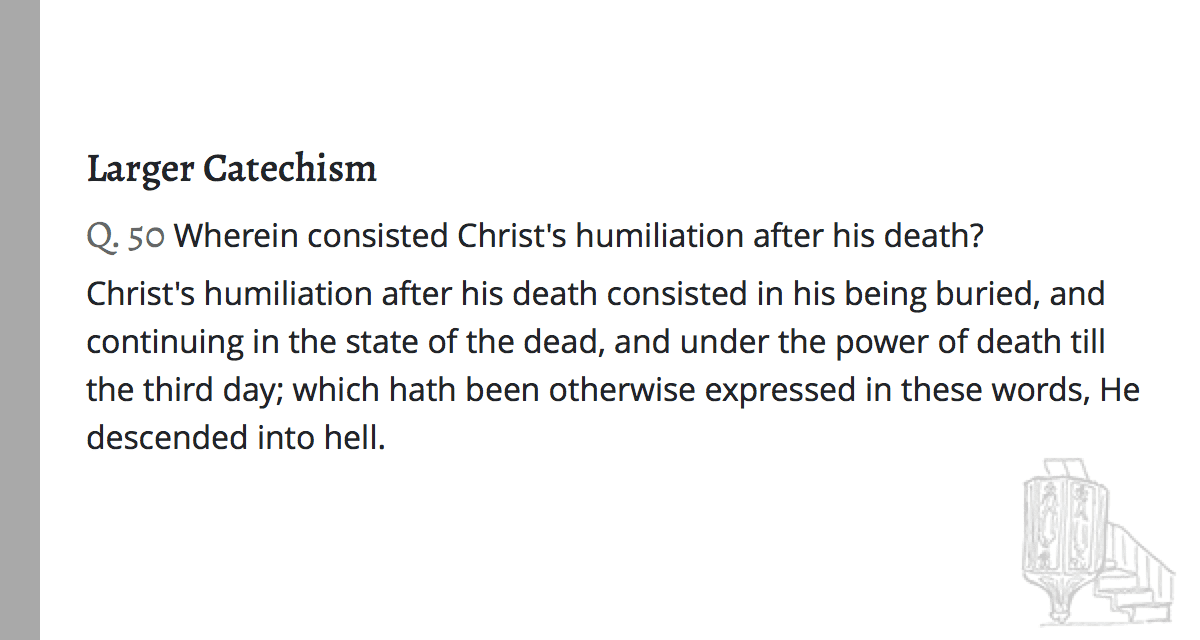 Larger Catechism
Q. 50 Wherein consisted Christ's humiliation after his death?
Christ's humiliation after his death consisted in his being buried, and
continuing in the state of the dead, and under the power of death till
the third day; which hath been otherwise expressed in these words, He
descended into hell.